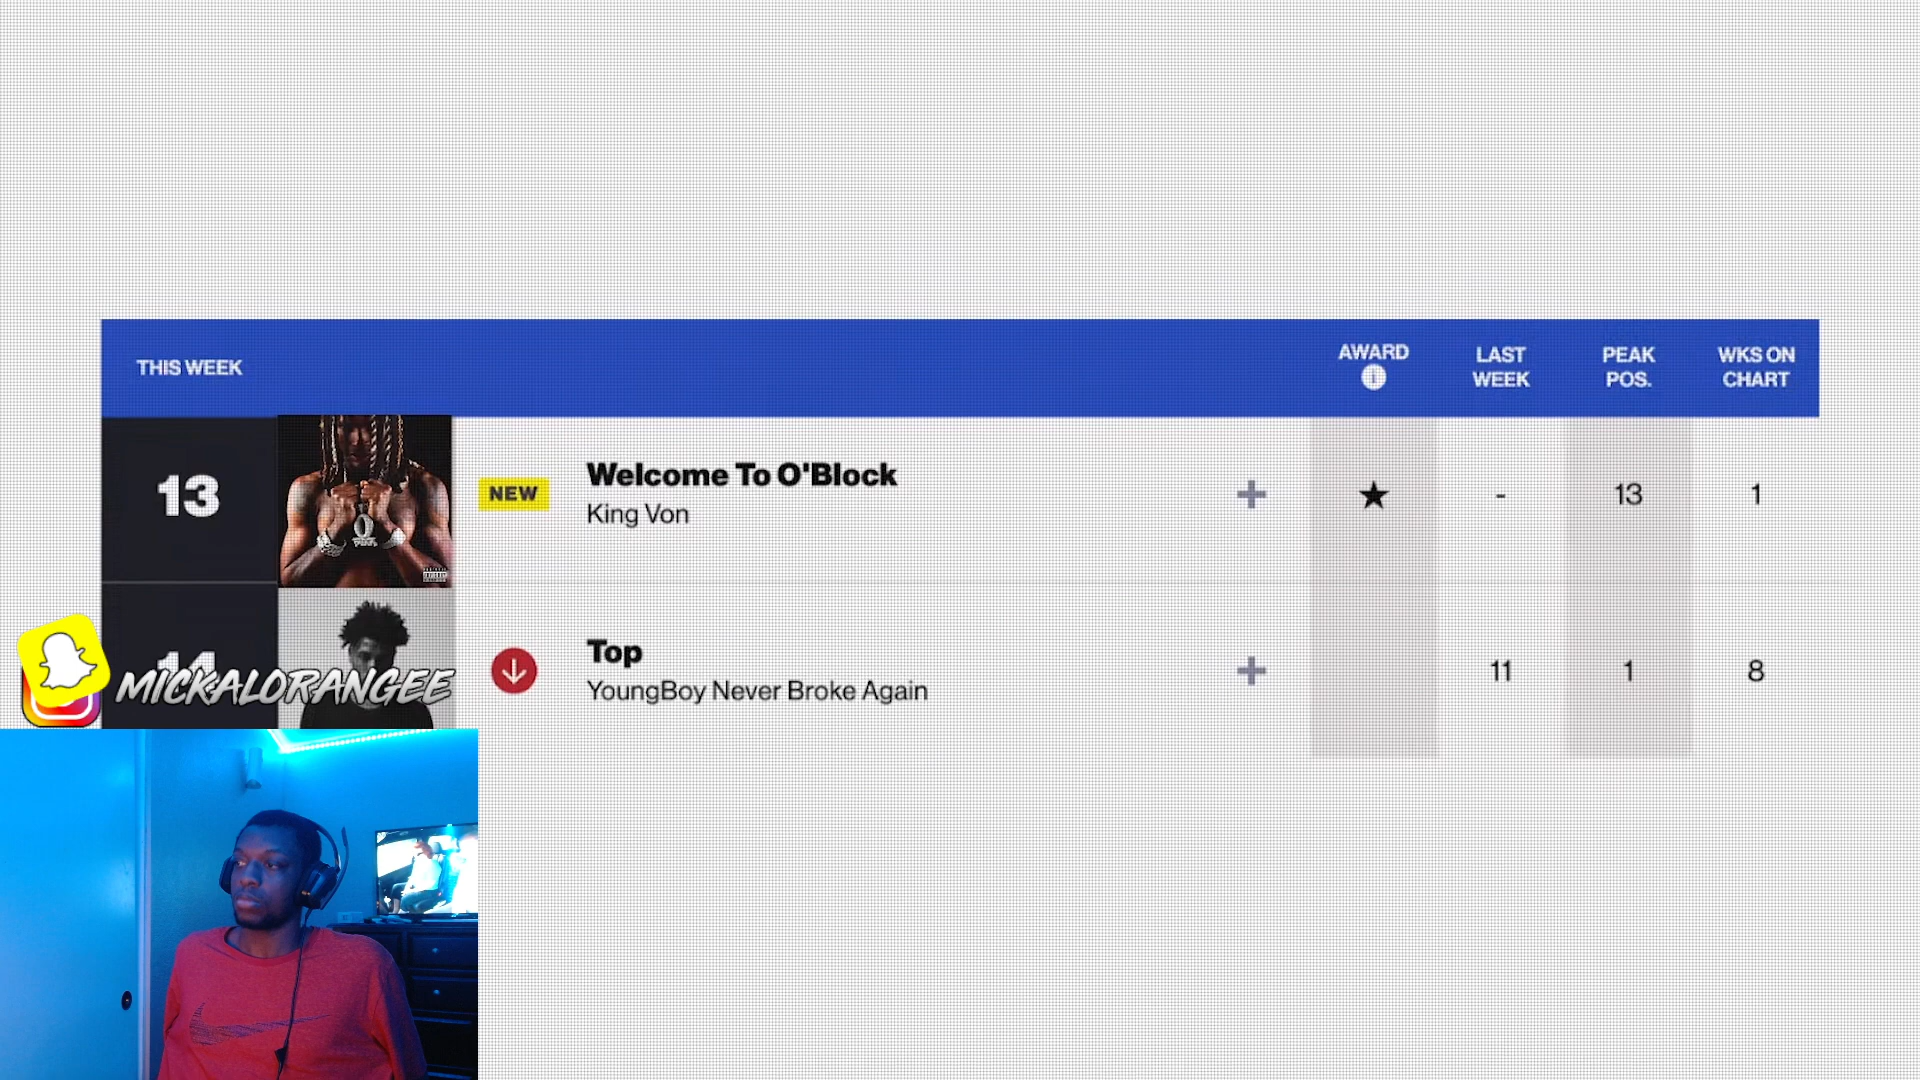 THIS WEEK
AWARD
LAST
WEEK
PEAK
POS.
WKS ON
CHART
13
NEW
Welcome To O'Block
King Von
-
13
1
14
Top
YoungBoy Never Broke Again
11
1
8
MICKALORANGEE